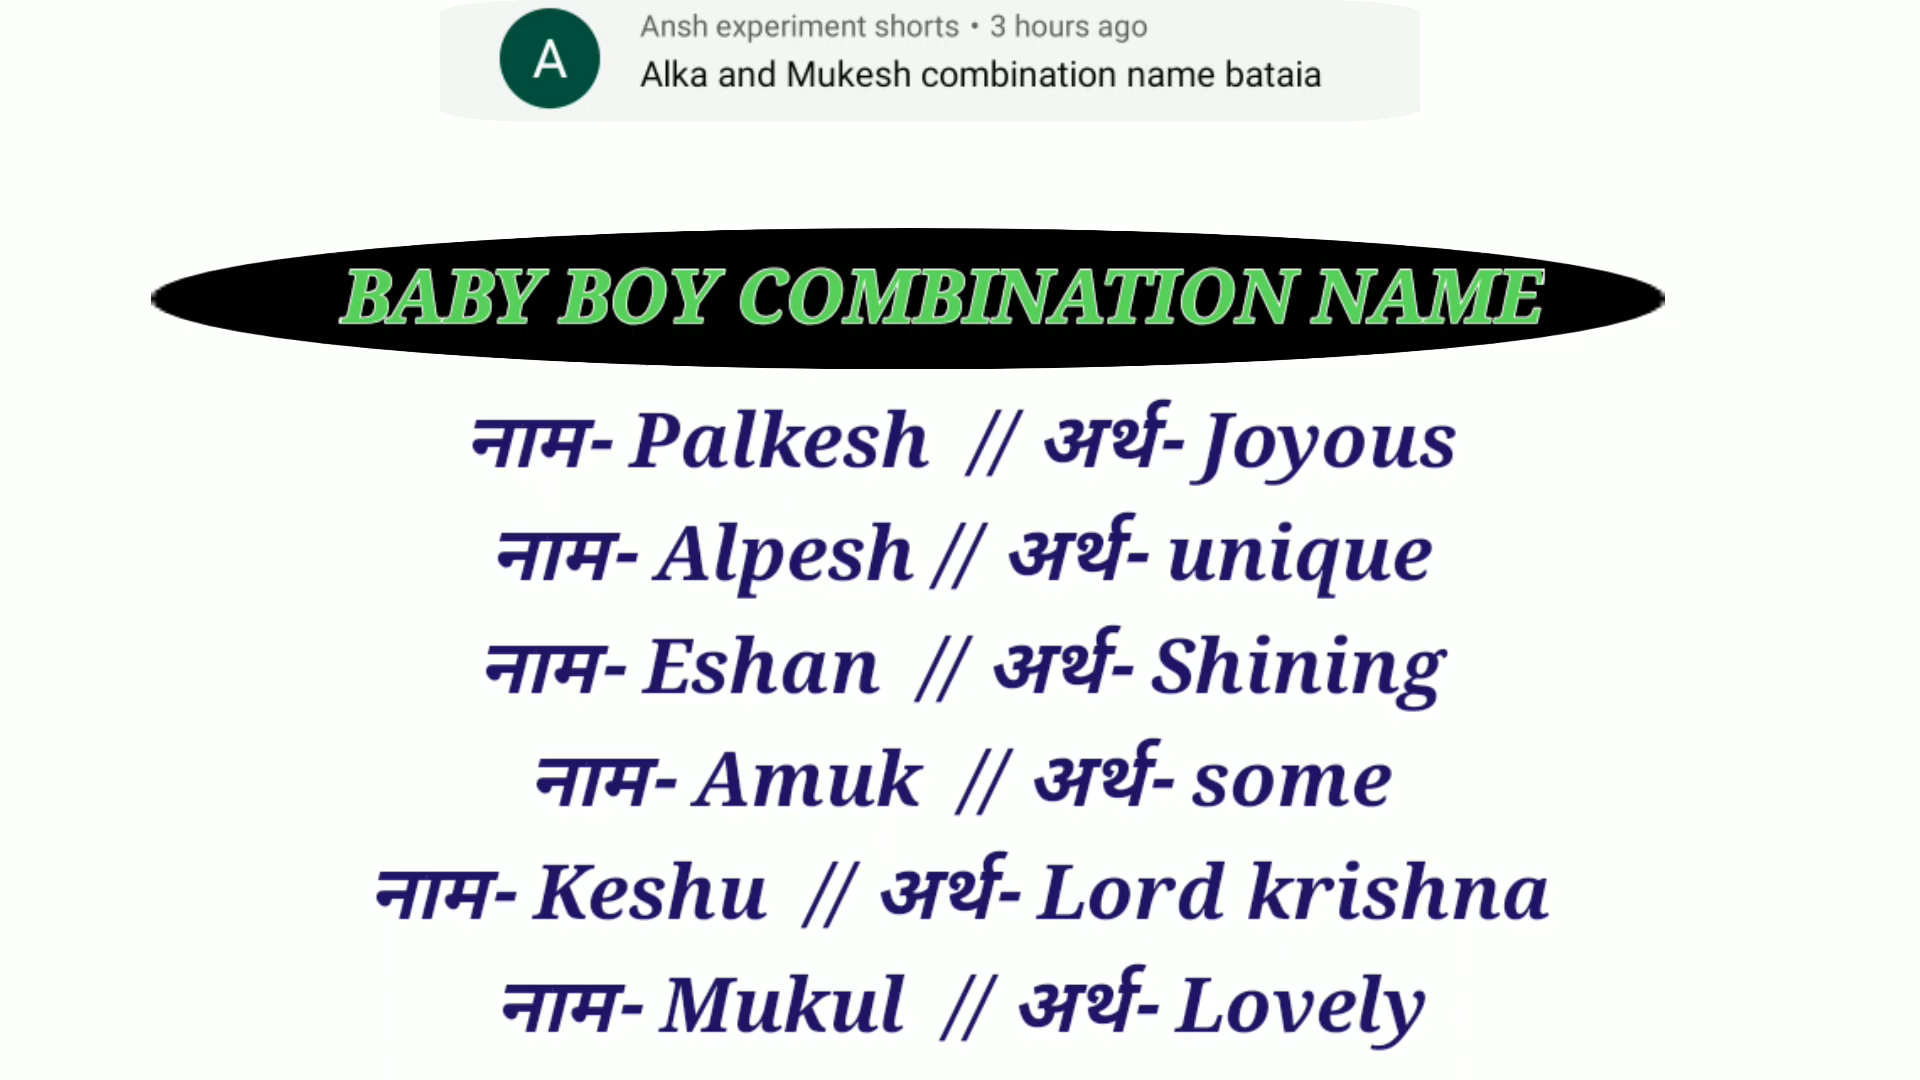 A
Ansh experiment shorts • 3 hours ago
Alka and Mukesh combination name bataia
BABY BOY COMBINATION NAME
नाम- Palkesh // अर्थ- Joyous
नाम- Alpesh // अर्थ- unique
नाम- Eshan // अर्थ- Shining
नाम- Amuk // अर्थ- some
नाम- Keshu // अर्थ- Lord krishna
नाम- Mukul // अर्थ- Lovely